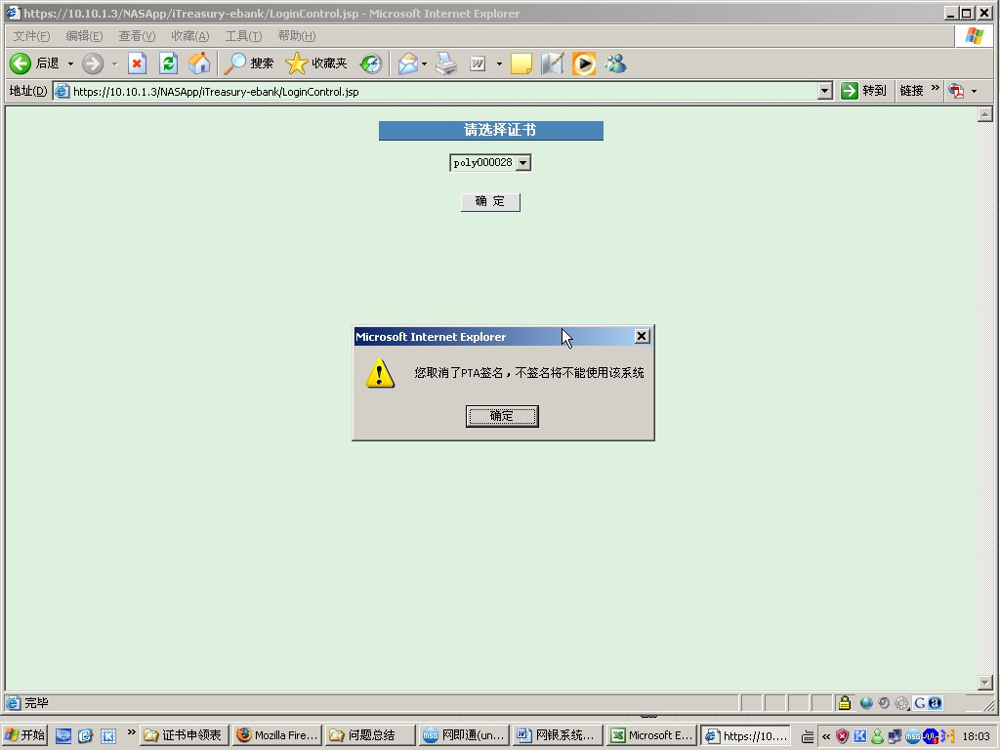 https://10.10.1.3/NASApp/iTreasury-ebank/LoginControl.jsp - Microsoft Internet Explorer
文件(F) 编辑(E) 查看(V) 收藏(A) 工具(T) 帮助(H)
后退 搜索 收藏夹
地址(D) https://10.10.1.3/NASApp/iTreasury-ebank/LoginControl.jsp 转到 链接 »
请选择证书
poly000028
确 定
Microsoft Internet Explorer
您取消了PTA签名，不签名将不能使用该系统
确定
完毕
开始 » 证书申领表 Mozilla Fire... 问题总结 网即通(un... 网银系统... Microsoft E... https://10.... « 18:03